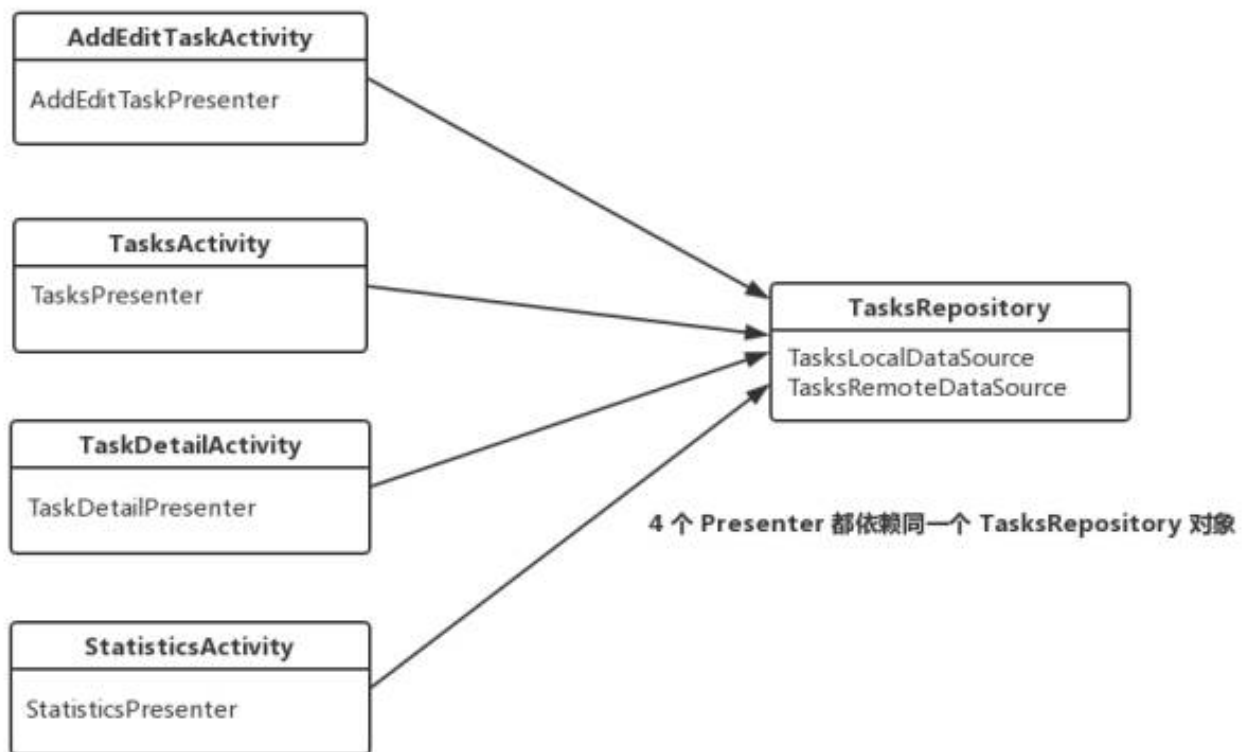 AddEditTaskActivity
AddEditTaskPresenter
TasksActivity
TasksPresenter
TasksRepository
TasksLocalDataSource
TasksRemoteDataSource
TaskDetailActivity
TaskDetailPresenter
4 个 Presenter 都依赖同一个 TasksRepository 对象
StatisticsActivity
StatisticsPresenter